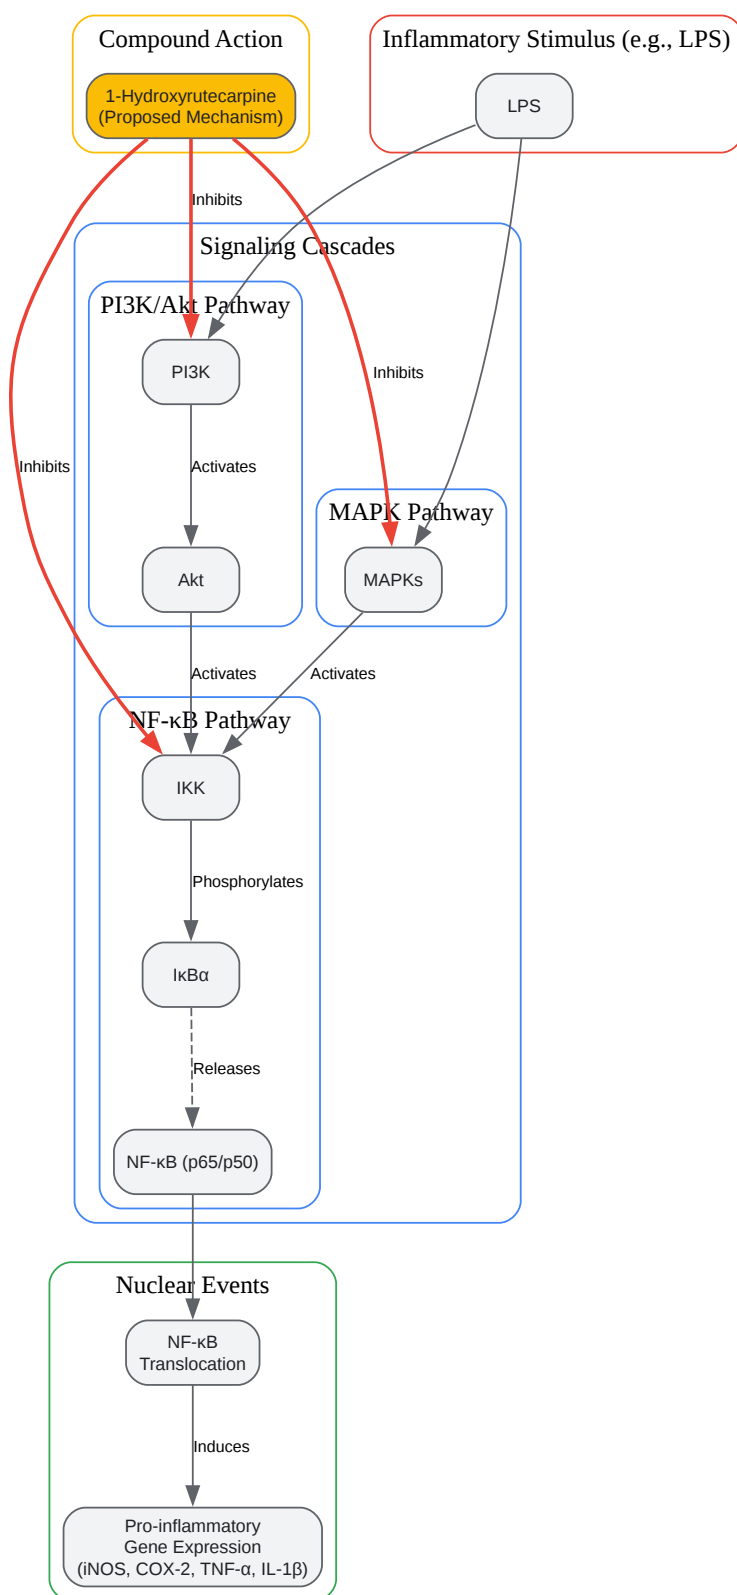 Compound Action
Inflammatory Stimulus (e.g., LPS)
1-Hydroxyrutecarpine
(Proposed Mechanism)
LPS
Inhibits
Signaling Cascades
PI3K/Akt Pathway
PI3K
Inhibits
Inhibits
Activates
MAPK Pathway
Akt
MAPKs
Activates
Activates
NF-κB Pathway
IKK
Phosphorylates
IκBα
Releases
NF-κB (p65/p50)
Nuclear Events
NF-κB
Translocation
Induces
Pro-inflammatory
Gene Expression
(iNOS, COX-2, TNF-α, IL-1β)